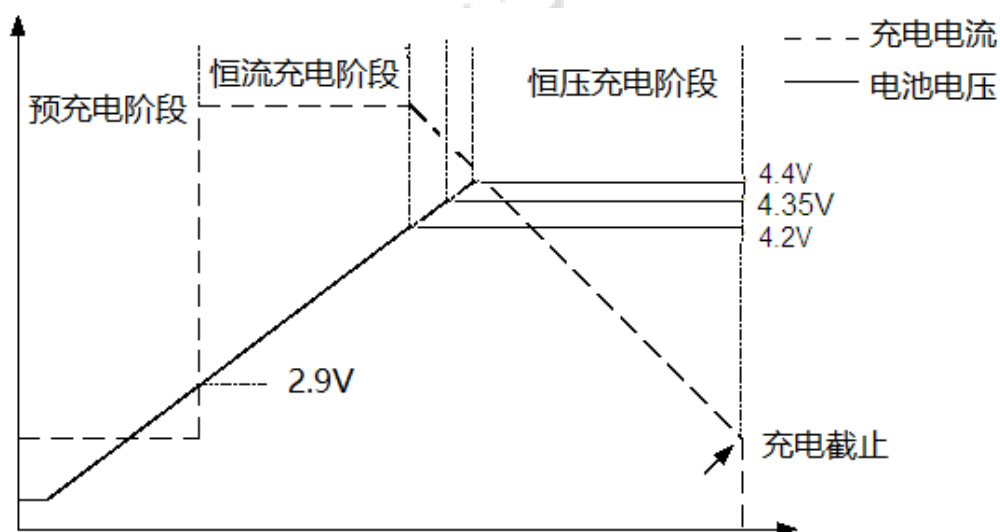 充电电流
恒流充电阶段
恒压充电阶段
电池电压
预充电阶段
4.4V
4.35V
4.2V
2.9V
充电截止